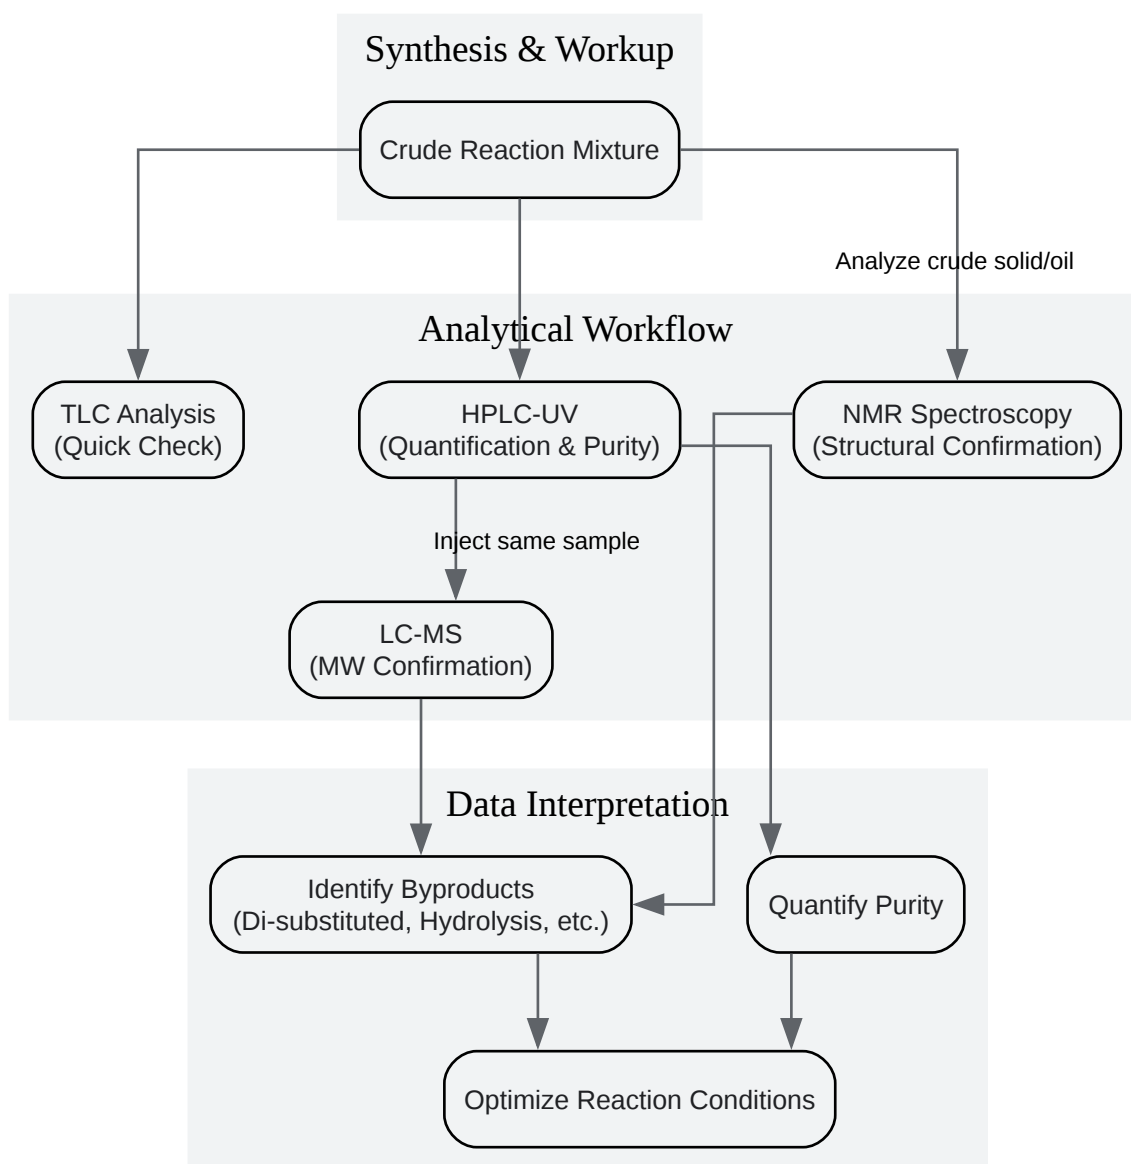 Synthesis & Workup
Crude Reaction Mixture
Analyze crude solid/oil
Analytical Workflow
TLC Analysis
(Quick Check)
HPLC-UV
(Quantification & Purity)
NMR Spectroscopy
(Structural Confirmation)
Inject same sample
LC-MS
(MW Confirmation)
Data Interpretation
Identify Byproducts
(Di-substituted, Hydrolysis, etc.)
Quantify Purity
Optimize Reaction Conditions